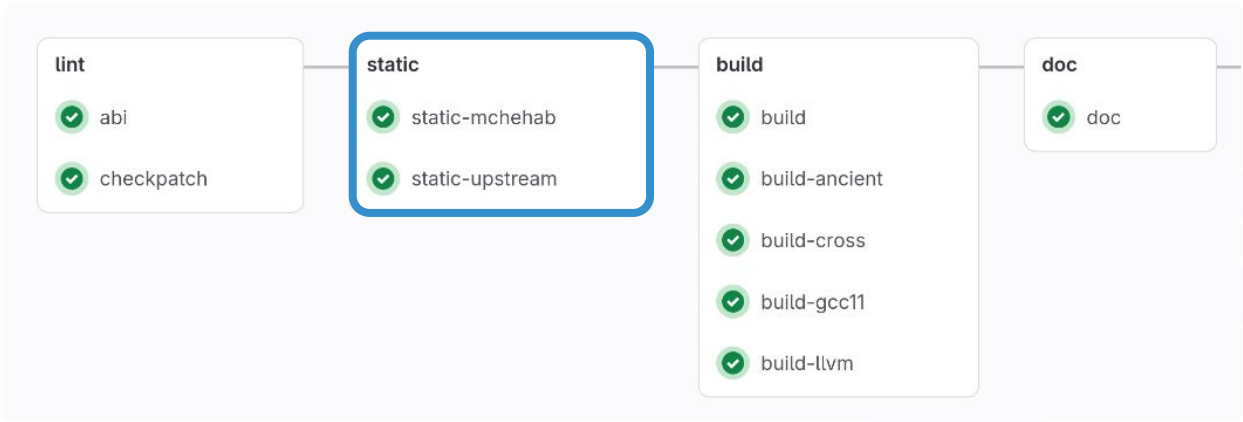 lint
abi
checkpatch
static
static-mchehab
static-upstream
build
build
build-ancient
build-cross
build-gcc11
build-llvm
doc
doc